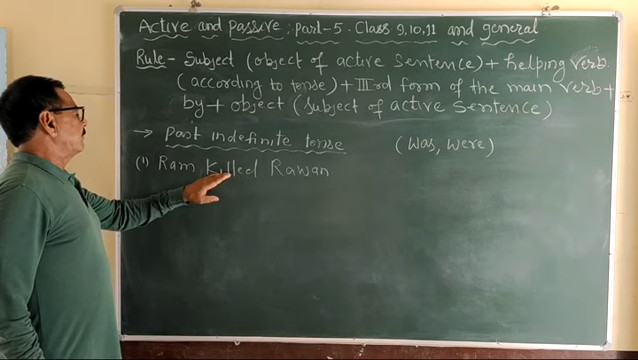 Active and passive: Part-5. Class 9,10,11 and general
Rule- Subject (object of active sentence) + helping verb
(according to tense) + IIIrd form of the main verb +
by + object (subject of active sentence)
→ Past indefinite tense (was, were)
(1) Ram Killed Rawan